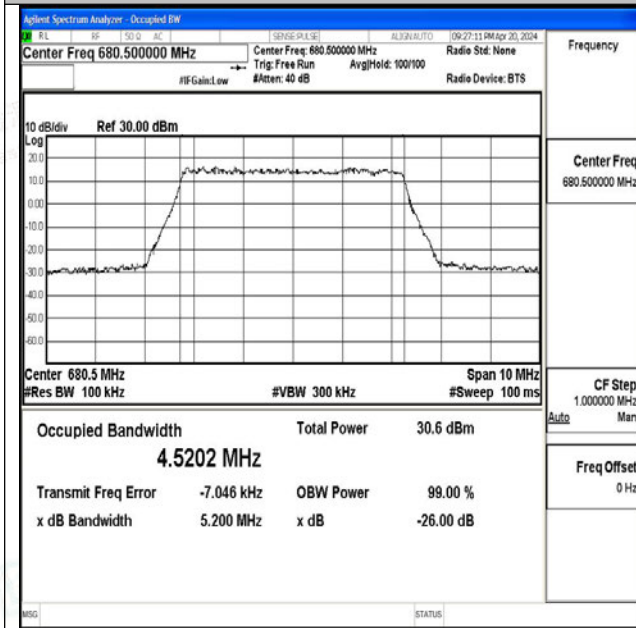 Agilent Spectrum Analyzer - Occupied BW
RL RF 50 Ω AC SENSE:PULSE ALIGNAUTO 09:27:11 PM Apr 20, 2024
Center Freq 680.500000 MHz
Center Freq: 680.500000 MHz
Radio Std: None
Trig: Free Run Avg|Hold: 100/100
#IFGain:Low
#Atten: 40 dB
Radio Device: BTS
10 dB/div Ref 30.00 dBm
Log
20.0
10.0
0.00
-10.0
-20.0
-30.0
-40.0
-50.0
-60.0
Center 680.5 MHz Span 10 MHz
#Res BW 100 kHz #VBW 300 kHz #Sweep 100 ms
Occupied Bandwidth Total Power 30.6 dBm
4.5202 MHz
Transmit Freq Error -7.046 kHz OBW Power 99.00 %
x dB Bandwidth 5.200 MHz x dB -26.00 dB
MSG STATUS
Frequency
Center Freq
680.500000 MHz
CF Step
1.000000 MHz
Auto Man
Freq Offset
0 Hz